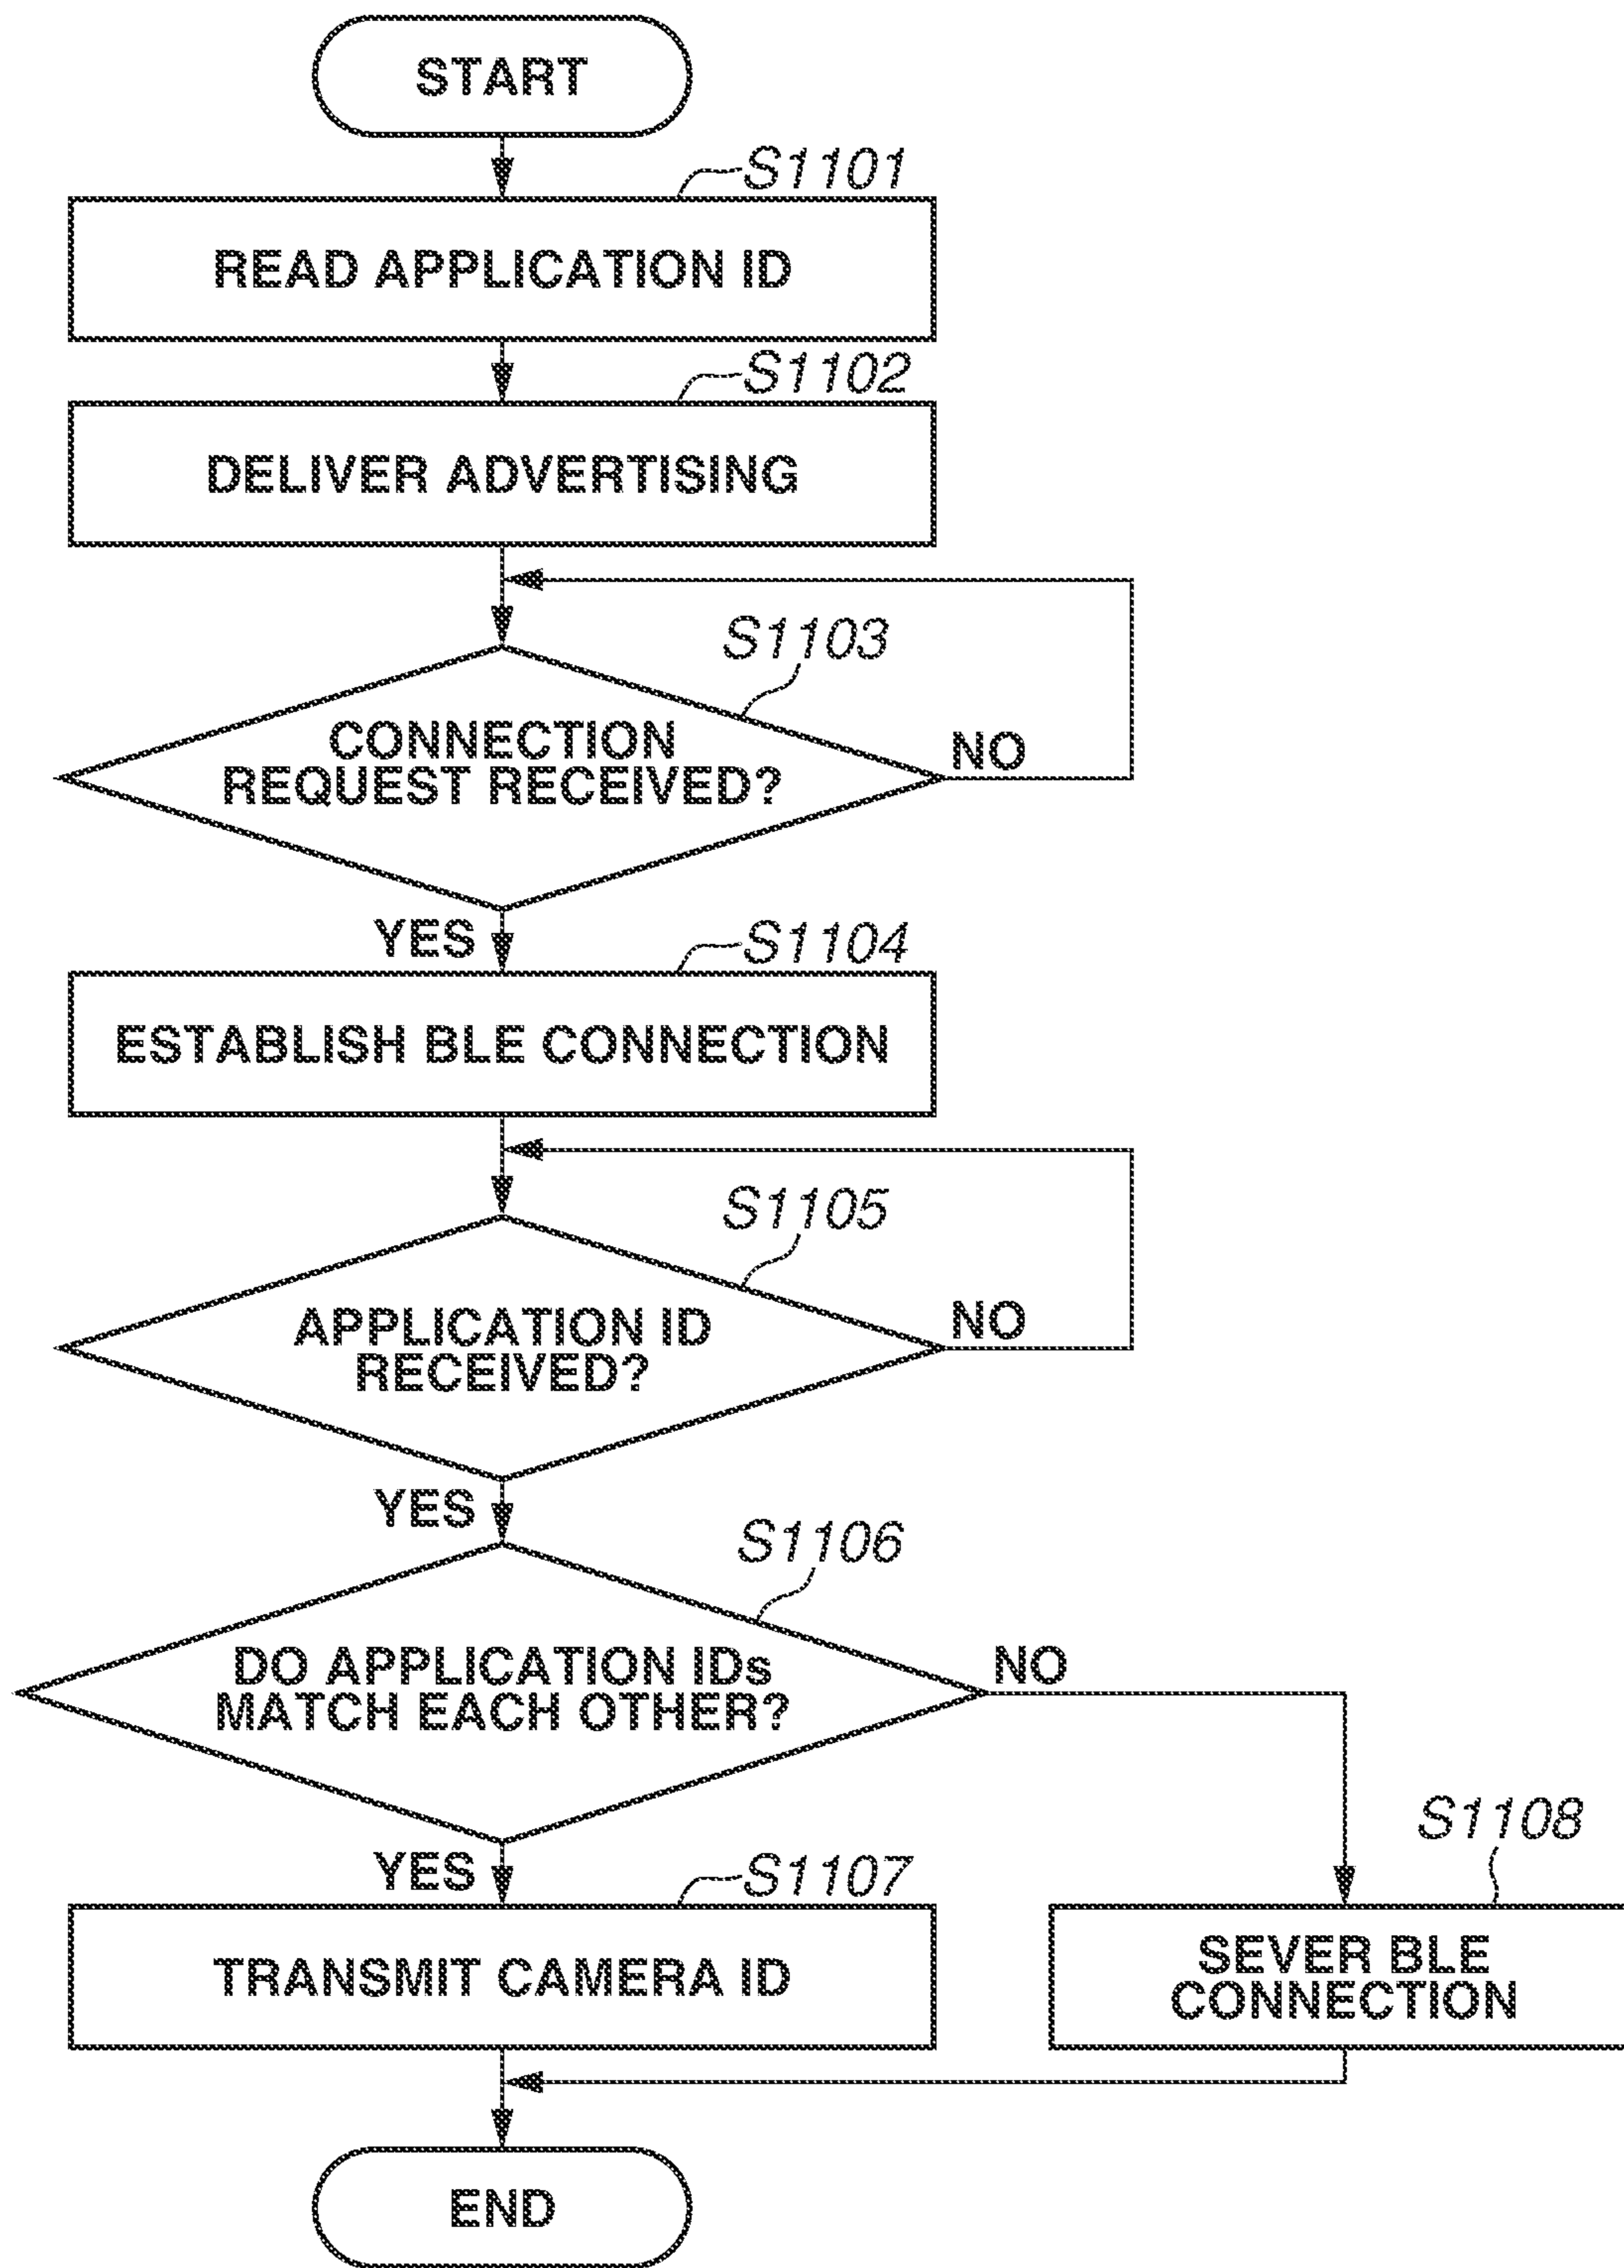 START
S1101
READ APPLICATION ID
S1102
DELIVER ADVERTISING
S1103
CONNECTION
REQUEST RECEIVED?
NO
YES
S1104
ESTABLISH BLE CONNECTION
S1105
APPLICATION ID
RECEIVED?
NO
YES
S1106
DO APPLICATION IDs
MATCH EACH OTHER?
NO
YES
S1107
TRANSMIT CAMERA ID
S1108
SEVER BLE
CONNECTION
END